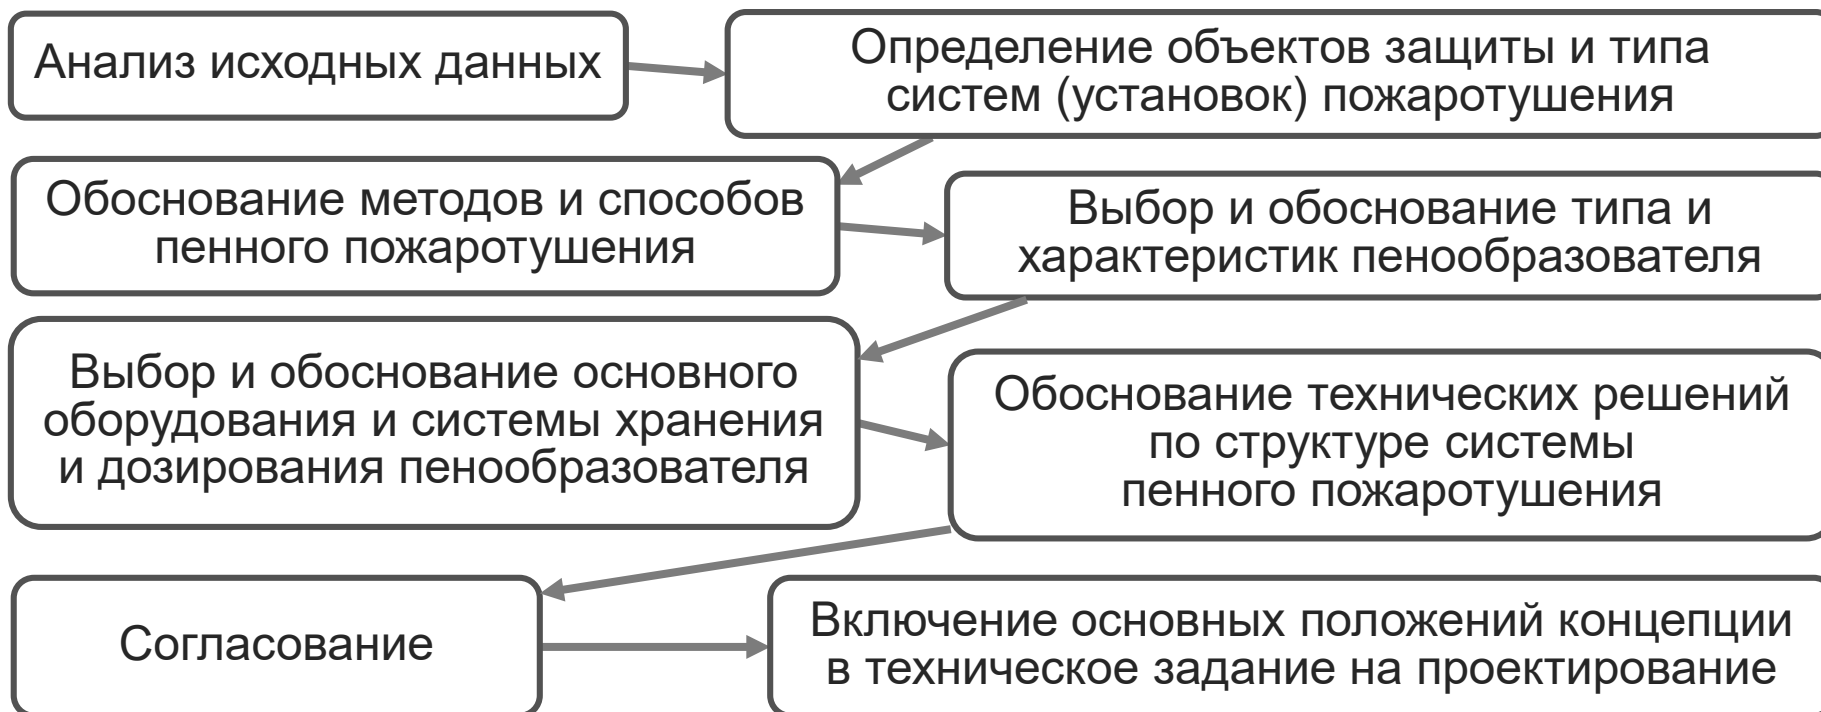 Анализ исходных данных
Определение объектов защиты и типа
систем (установок) пожаротушения
Обоснование методов и способов
пенного пожаротушения
Выбор и обоснование типа и
характеристик пенообразователя
Выбор и обоснование основного
оборудования и системы хранения
и дозирования пенообразователя
Обоснование технических решений
по структуре системы
пенного пожаротушения
Согласование
Включение основных положений концепции
в техническое задание на проектирование